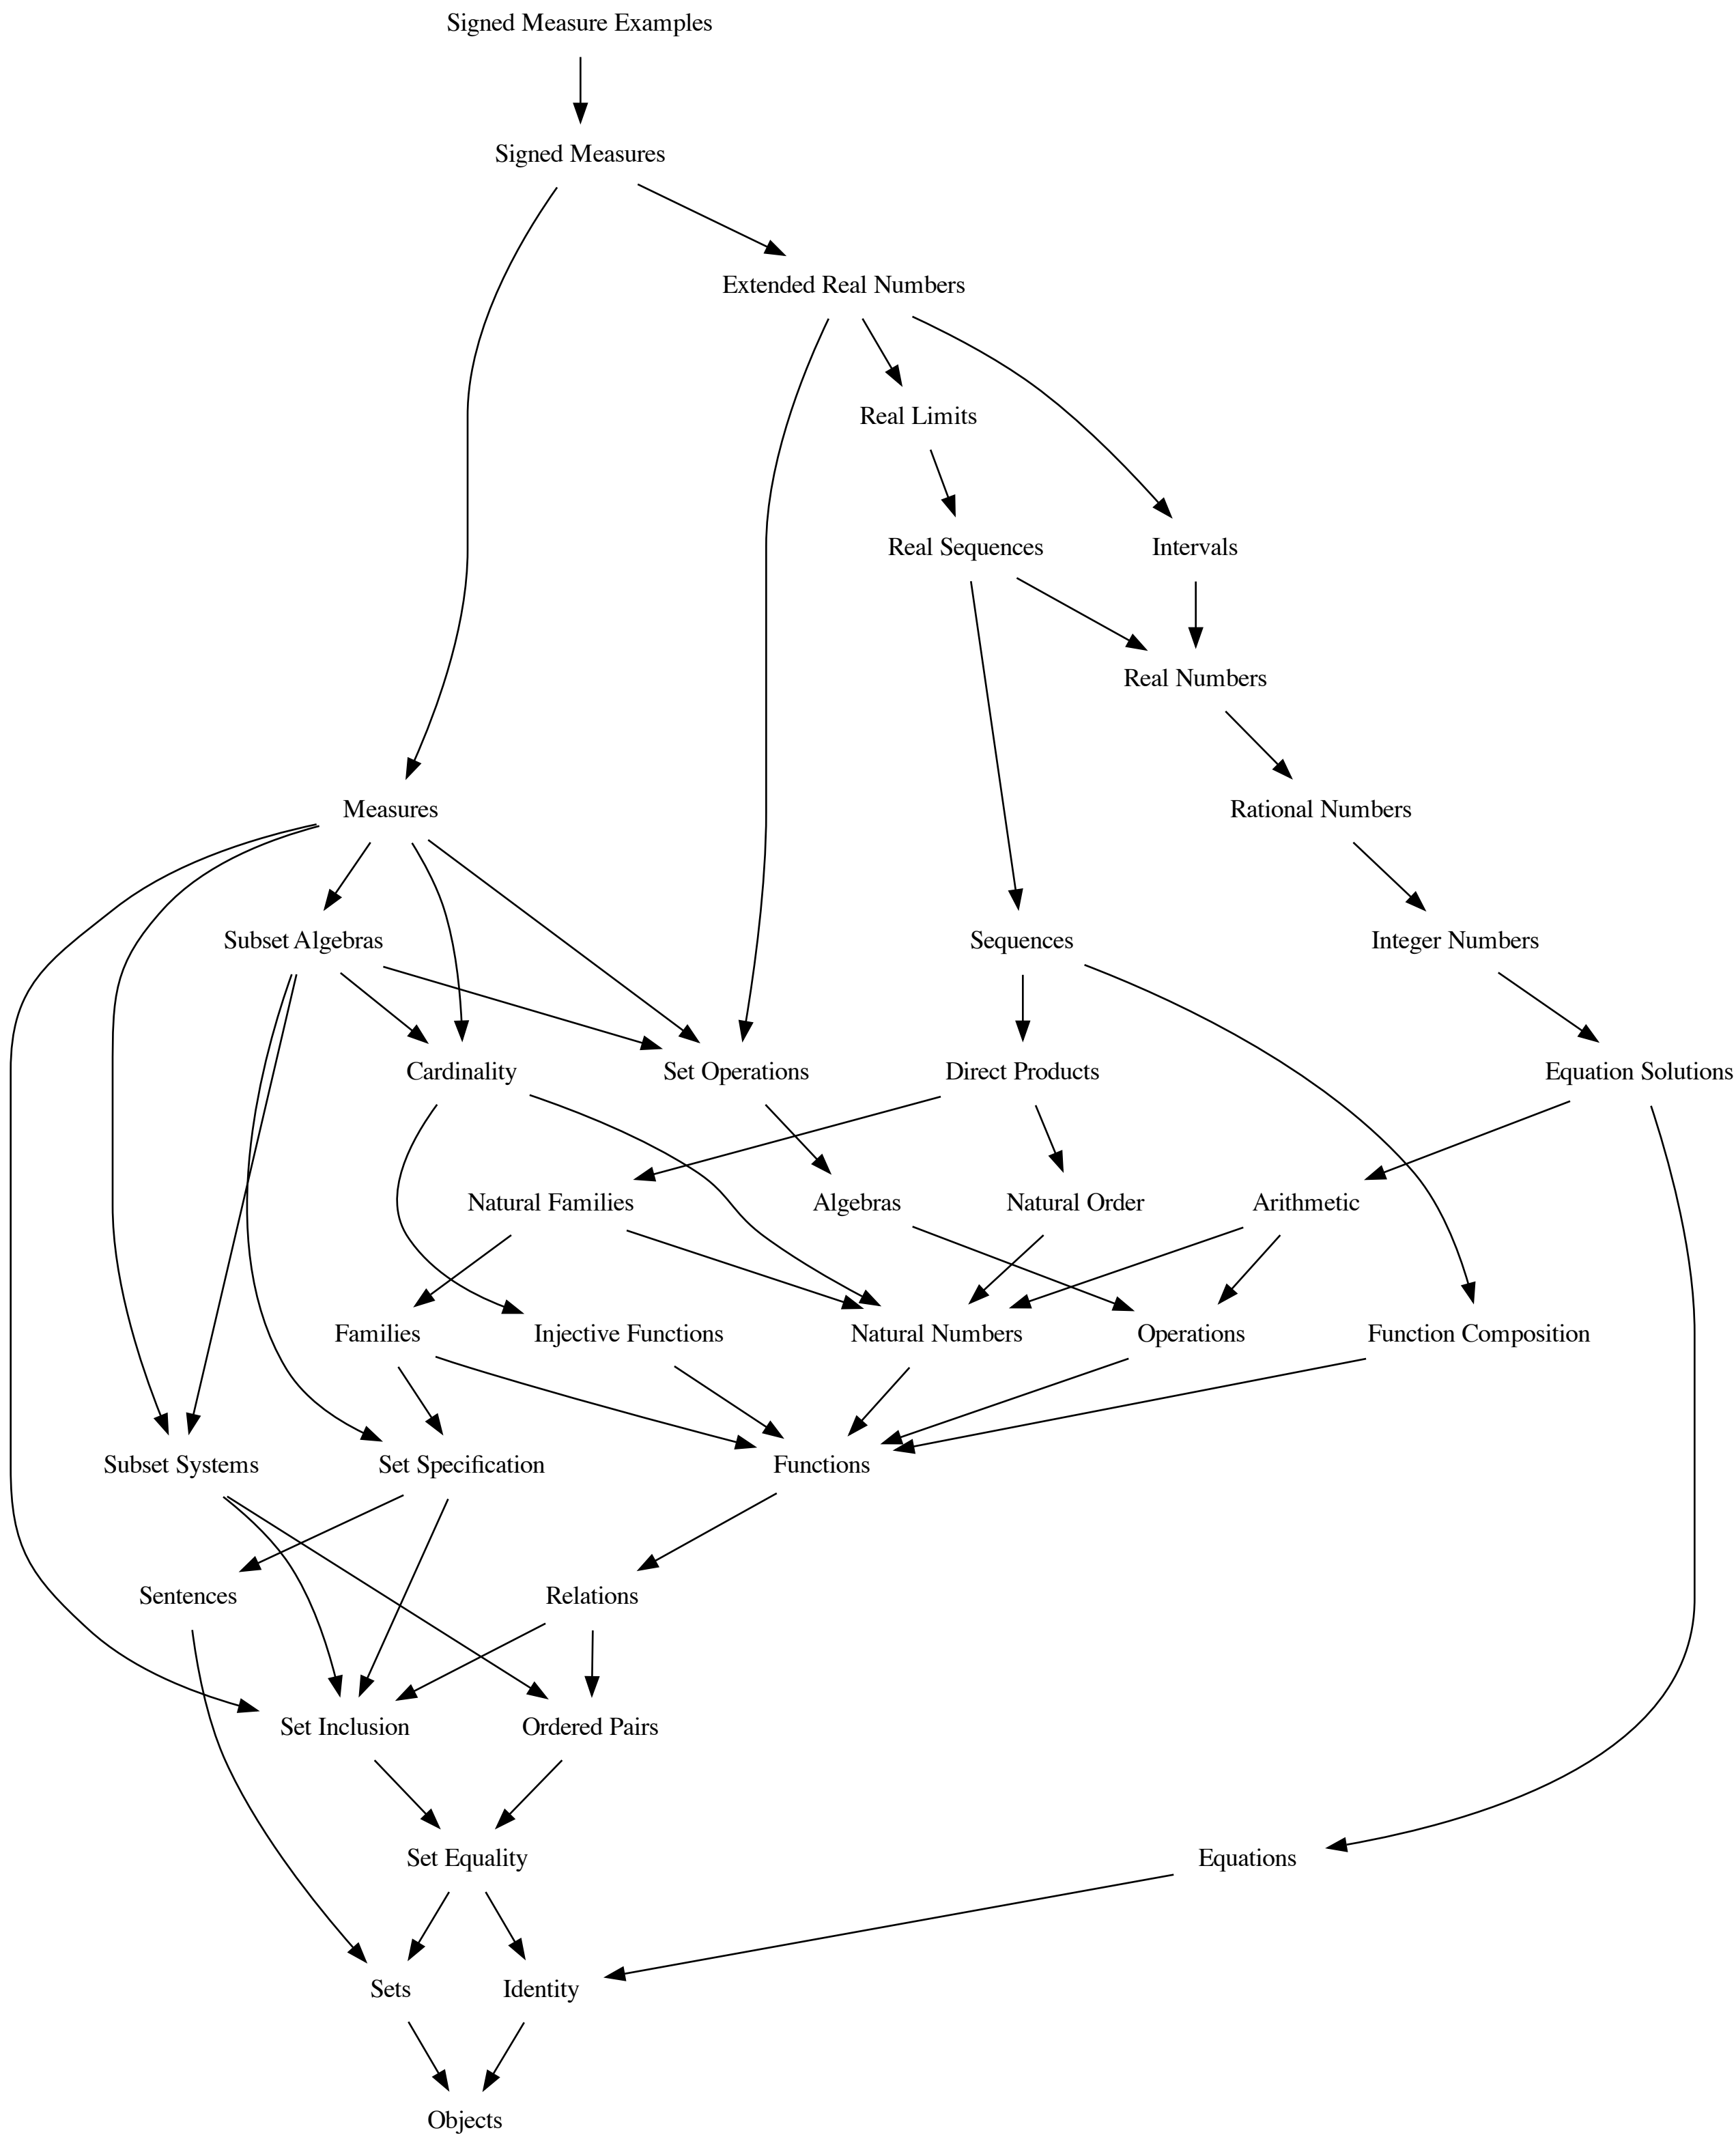 Signed Measure Examples
Signed Measures
Extended Real Numbers
Real Limits
Real Sequences
Intervals
Real Numbers
Measures
Rational Numbers
Subset Algebras
Sequences
Integer Numbers
Cardinality
Set Operations
Direct Products
Equation Solutions
Natural Families
Algebras
Natural Order
Arithmetic
Families
Injective Functions
Natural Numbers
Operations
Function Composition
Subset Systems
Set Specification
Functions
Sentences
Relations
Set Inclusion
Ordered Pairs
Set Equality
Equations
Sets
Identity
Objects